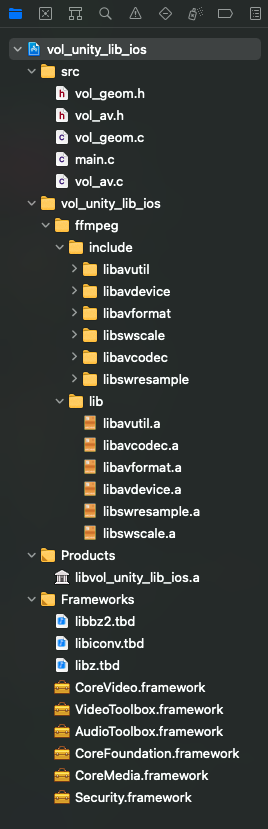 vol_unity_lib_ios
src
h vol_geom.h
h vol_av.h
C vol_geom.c
C main.c
C vol_av.c
vol_unity_lib_ios
ffmpeg
include
libavutil
libavdevice
libavformat
libswscale
libavcodec
libswresample
lib
libavutil.a
libavcodec.a
libavformat.a
libavdevice.a
libswresample.a
libswscale.a
Products
libvol_unity_lib_ios.a
Frameworks
libbz2.tbd
libiconv.tbd
libz.tbd
CoreVideo.framework
VideoToolbox.framework
AudioToolbox.framework
CoreFoundation.framework
CoreMedia.framework
Security.framework